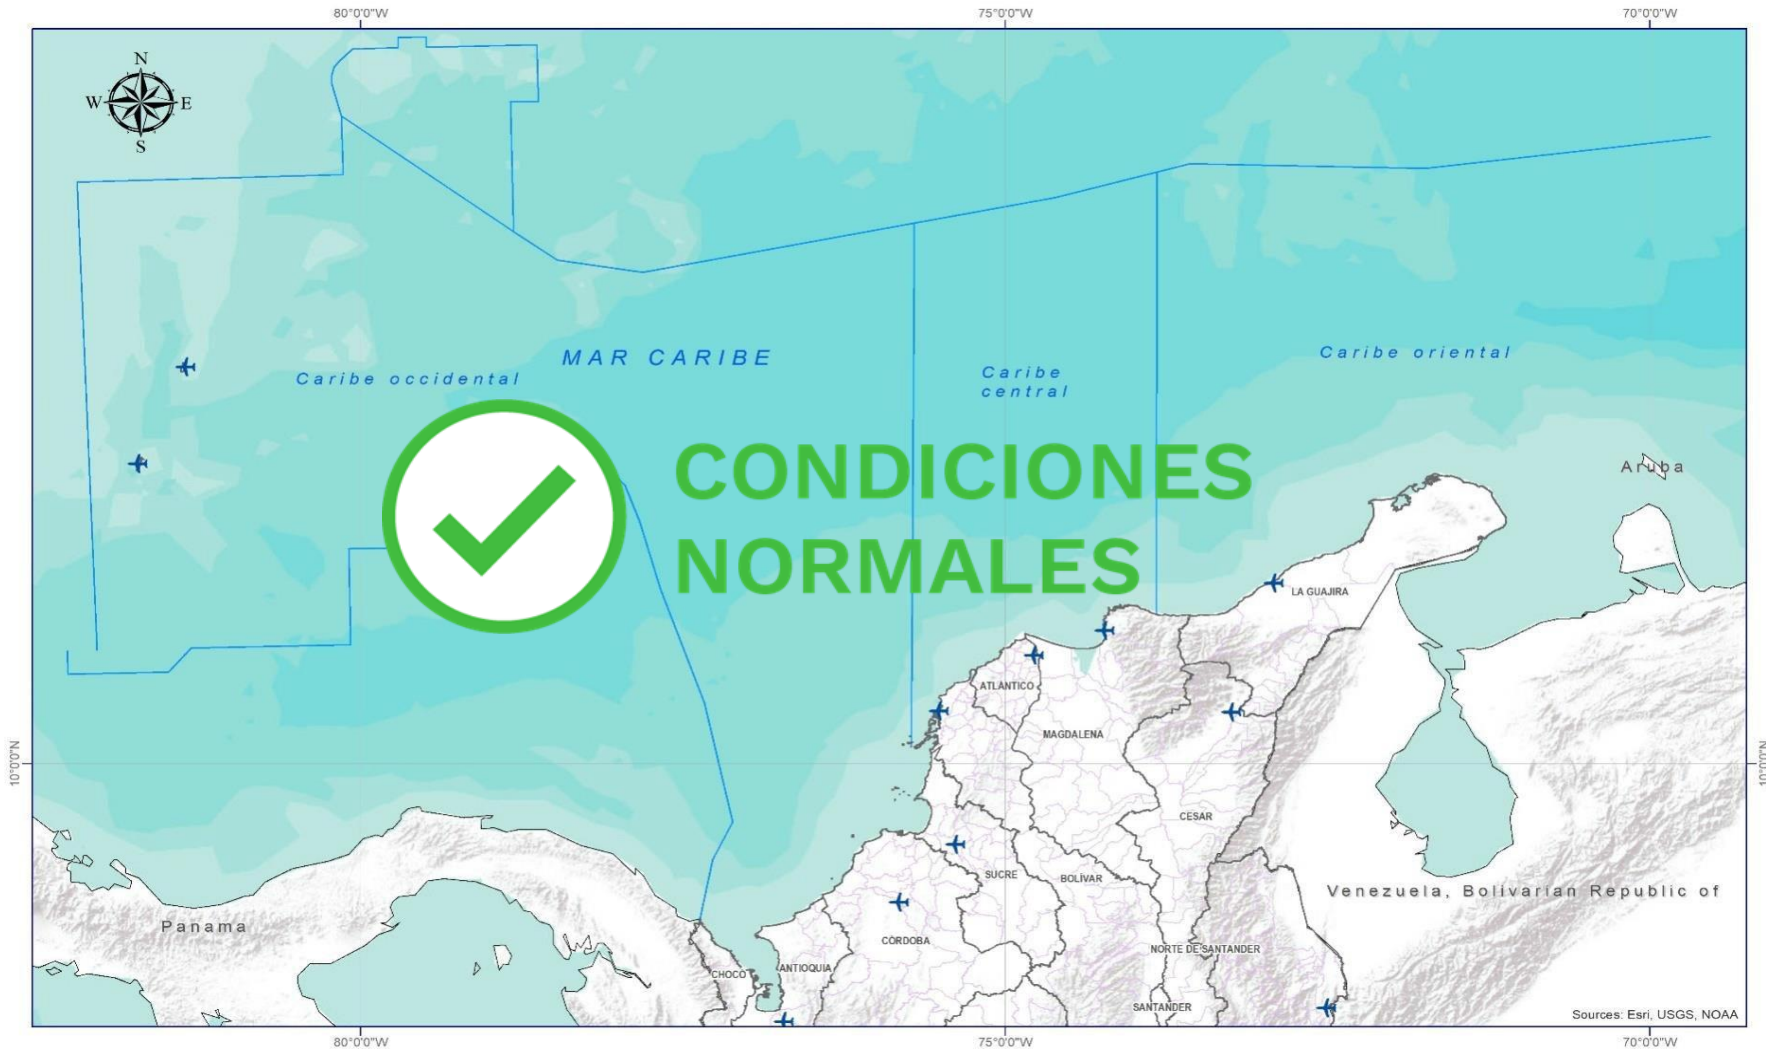 80°0'0"W 75°0'0"W 70°0'0"W
N
W E
S
MAR CARIBE
Caribe occidental
Caribe
central
Caribe oriental
CONDICIONES
NORMALES
Aruba
LA GUAJIRA
ATLANTICO
MAGDALENA
10°0'0"N 10°0'0"N
CESAR
SUCRE
BOLÍVAR
Venezuela, Bolivarian Republic of
Panama
CÓRDOBA
NORTE DE SANTANDER
CHOCO
ANTIOQUIA
SANTANDER
Sources: Esri, USGS, NOAA
80°0'0"W 75°0'0"W 70°0'0"W